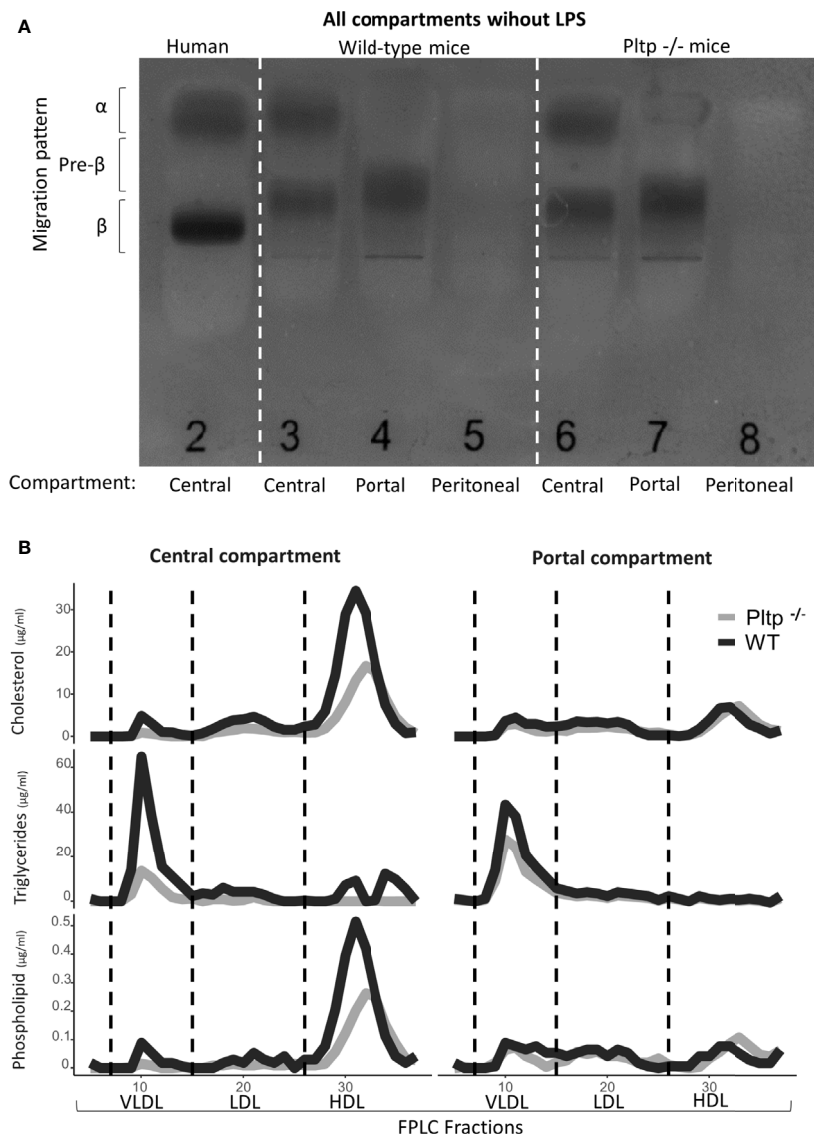 A
All compartments wihout LPS
Human
Wild-type mice
Pltp -/- mice
Migration pattern
α
Pre-β
β
2 3 4 5 6 7 8
Compartment: Central Central Portal Peritoneal Central Portal Peritoneal
B
Central compartment
Portal compartment
Cholesterol (µg/ml)
30
20
10
0
Pltp -/-
WT
Triglycerides (µg/ml)
60
40
20
0
Phospholipid (µg/ml)
0.5
0.4
0.3
0.2
0.1
0
10 20 30 10 20 30
VLDL LDL HDL VLDL LDL HDL
FPLC Fractions